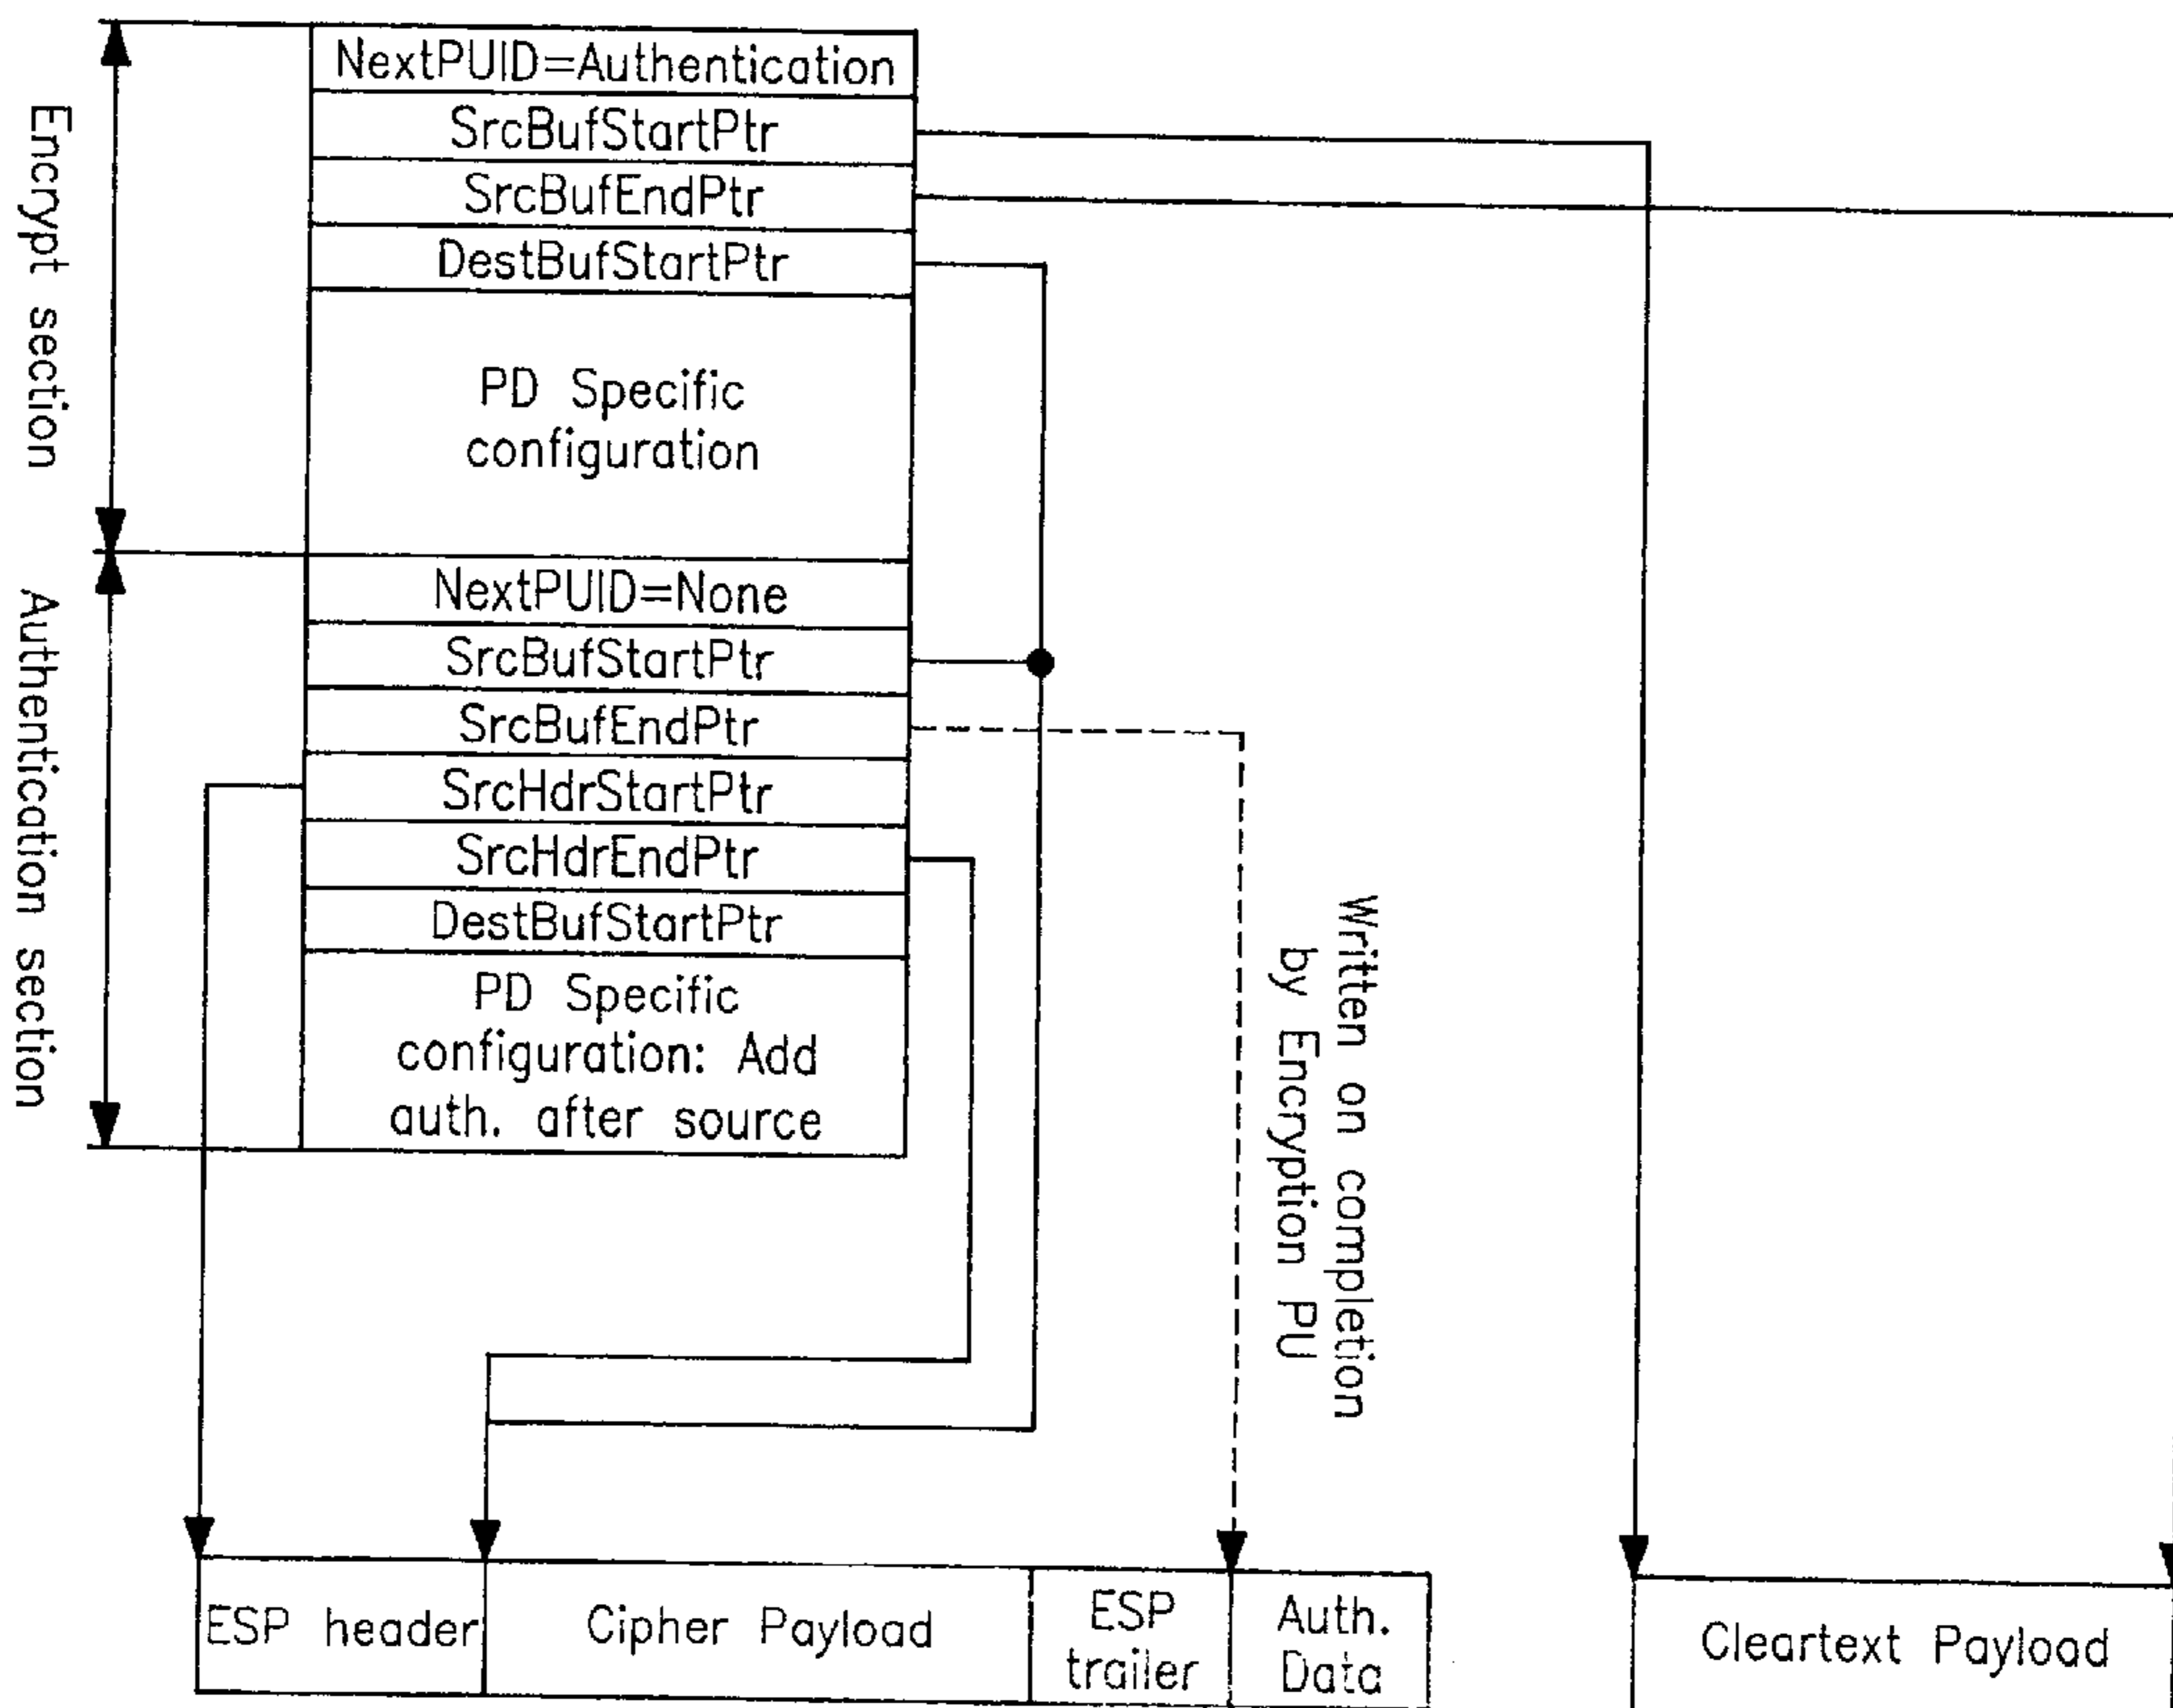 NextPUID=Authentication
SrcBufStartPtr
SrcBufEndPtr
DestBufStartPtr
PD Specific
configuration
Encrypt section
NextPUID=None
SrcBufStartPtr
SrcBufEndPtr
SrcHdrStartPtr
SrcHdrEndPtr
DestBufStartPtr
PD Specific
configuration: Add
auth. after source
Authentication section
Written on completion
by Encryption PU
ESP header
Cipher Payload
ESP
trailer
Auth.
Data
Cleartext Payload